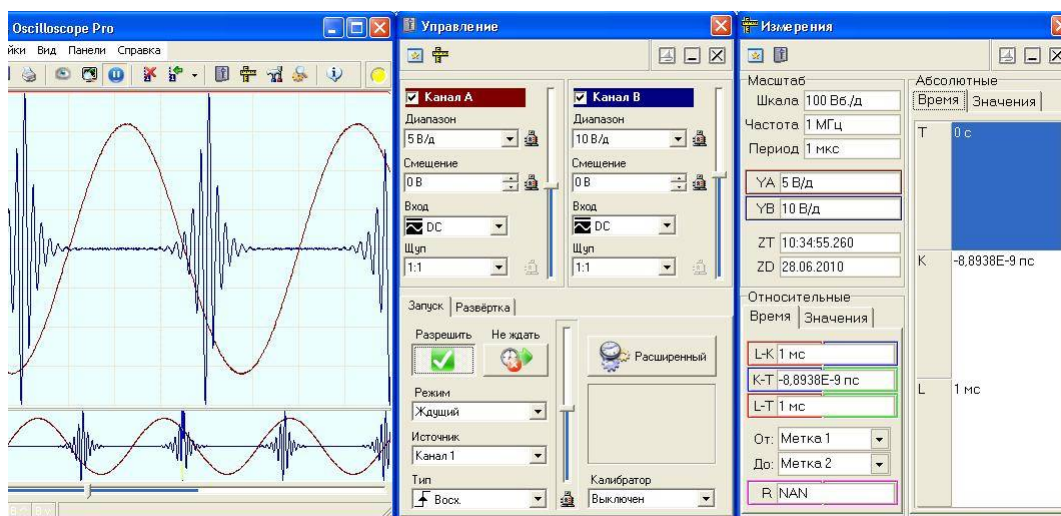 Oscilloscope Pro
йки Вид Панели Справка
Управление
Канал A
Диапазон
5 В/д
Смещение
0 В
Вход
DC
Щуп
1:1
Канал B
Диапазон
10 В/д
Смещение
0 В
Вход
DC
Щуп
1:1
Запуск Развёртка
Разрешить Не ждать
Режим
Ждущий
Источник
Канал 1
Тип
Восх.
Расширенный
Калибратор
Выключен
Измерения
Масштаб
Шкала 100 Вб./д
Частота 1 МГц
Период 1 мкс
YA 5 В/д
YB 10 В/д
ZT 10:34:55.260
ZD 28.06.2010
Относительные
Время Значения
L-K 1 мс
K-T -8,8938E-9 пс
L-T 1 мс
От: Метка 1
До: Метка 2
R NAN
Абсолютные
Время Значения
T 0 с
K -8,8938E-9 пс
L 1 мс